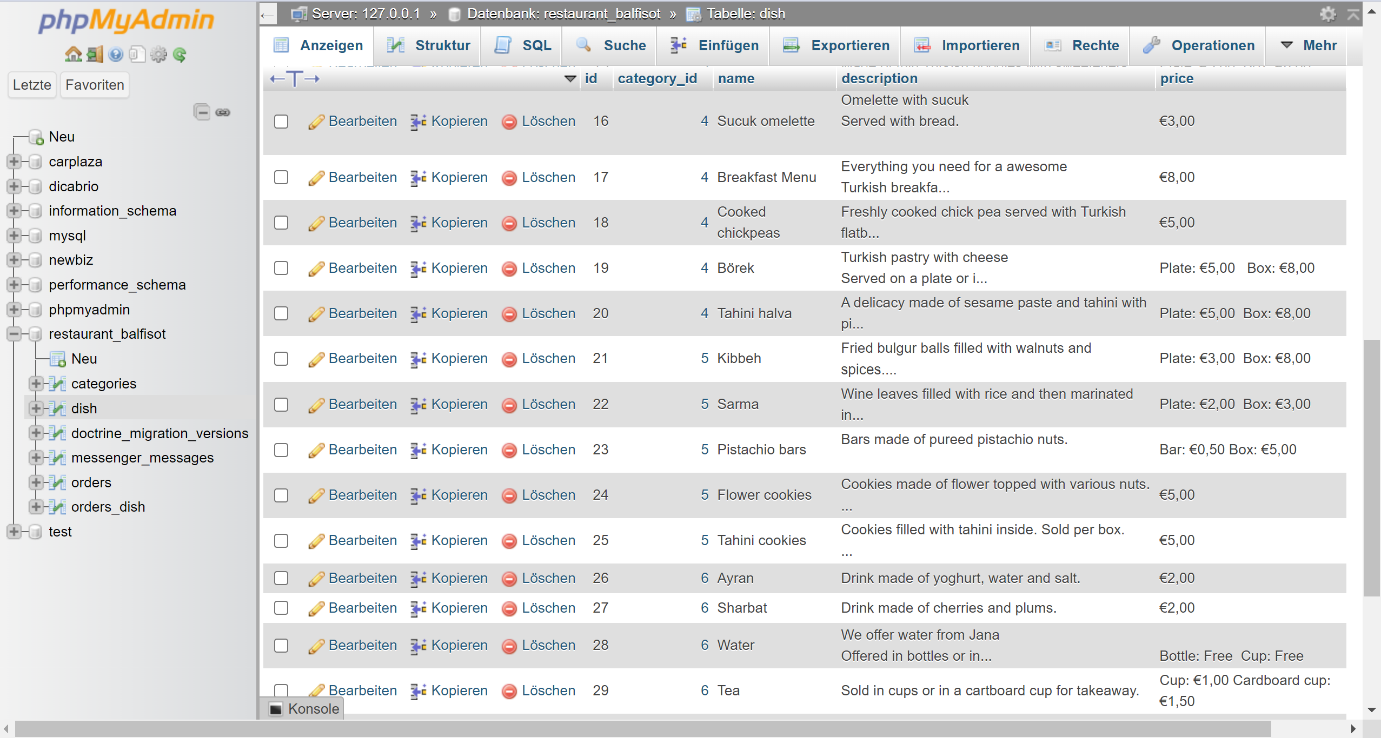 phpMyAdmin
Letzte Favoriten
Neu
carplaza
dicabrio
information_schema
mysql
newbiz
performance_schema
phpmyadmin
restaurant_balfisot
Neu
categories
dish
doctrine_migration_versions
messenger_messages
orders
orders_dish
test
Server: 127.0.0.1 » Datenbank: restaurant_balfisot » Tabelle: dish
Anzeigen Struktur SQL Suche Einfügen Exportieren Importieren Rechte Operationen Mehr
id category_id name description price
Omelette with sucuk
Bearbeiten Kopieren Löschen 16 4 Sucuk omelette Served with bread. €3,00
Everything you need for a awesome
Bearbeiten Kopieren Löschen 17 4 Breakfast Menu €8,00
Turkish breakfa...
Cooked Freshly cooked chick pea served with Turkish
Bearbeiten Kopieren Löschen 18 4 €5,00
chickpeas flatb...
Turkish pastry with cheese
Bearbeiten Kopieren Löschen 19 4 Börek Plate: €5,00 Box: €8,00
Served on a plate or i...
A delicacy made of sesame paste and tahini with
Bearbeiten Kopieren Löschen 20 4 Tahini halva Plate: €5,00 Box: €8,00
pi...
Fried bulgur balls filled with walnuts and
Bearbeiten Kopieren Löschen 21 5 Kibbeh Plate: €3,00 Box: €8,00
spices....
Wine leaves filled with rice and then marinated
Bearbeiten Kopieren Löschen 22 5 Sarma Plate: €2,00 Box: €3,00
in...
Bars made of pureed pistachio nuts.
Bearbeiten Kopieren Löschen 23 5 Pistachio bars Bar: €0,50 Box: €5,00
Cookies made of flower topped with various nuts.
Bearbeiten Kopieren Löschen 24 5 Flower cookies €5,00
...
Cookies filled with tahini inside. Sold per box.
Bearbeiten Kopieren Löschen 25 5 Tahini cookies €5,00
...
Bearbeiten Kopieren Löschen 26 6 Ayran Drink made of yoghurt, water and salt. €2,00
Bearbeiten Kopieren Löschen 27 6 Sharbat Drink made of cherries and plums. €2,00
We offer water from Jana
Bearbeiten Kopieren Löschen 28 6 Water
Offered in bottles or in... Bottle: Free Cup: Free
Cup: €1,00 Cardboard cup:
Bearbeiten Kopieren Löschen 29 6 Tea Sold in cups or in a cartboard cup for takeaway.
€1,50
Konsole